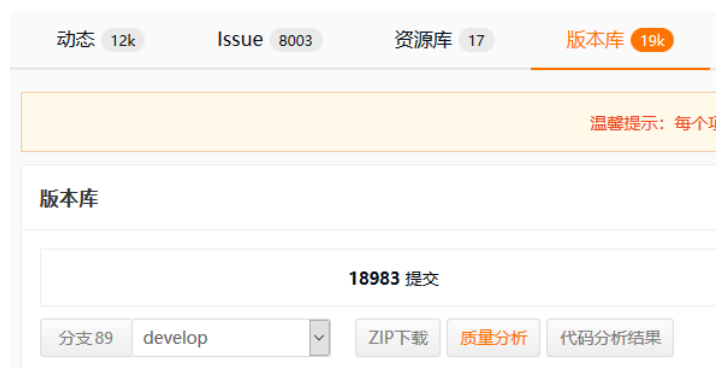 动态 12k Issue 8003 资源库 17 版本库 19k
温馨提示：每个
版本库
18983 提交
分支89 develop ZIP下载 质量分析 代码分析结果